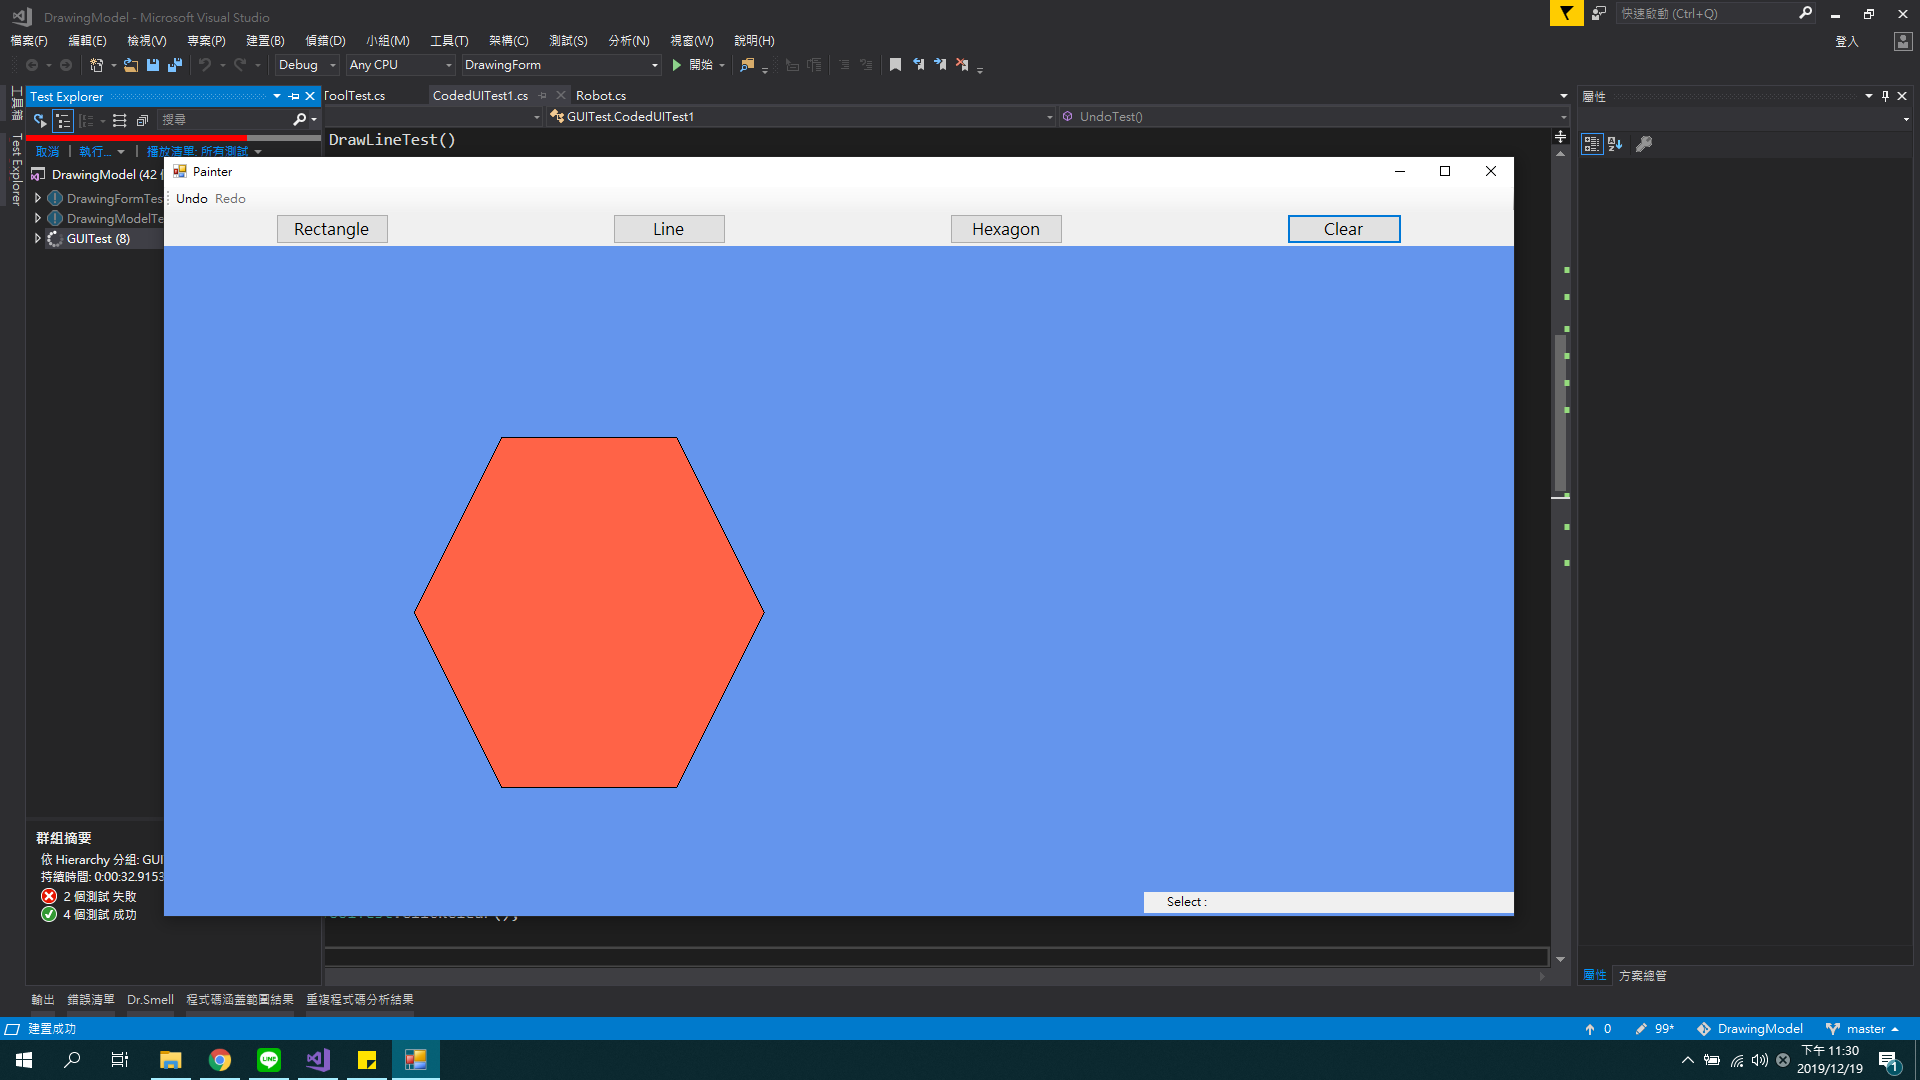 DrawingModel - Microsoft Visual Studio
快速啟動 (Ctrl+Q)
檔案(F) 編輯(E) 檢視(V) 專案(P) 建置(B) 偵錯(D) 小組(M) 工具(T) 架構(C) 測試(S) 分析(N) 視窗(W) 說明(H)
登入
Debug Any CPU DrawingForm 開始
工具箱
Test Explorer
Test Explorer
ToolTest.cs CodedUITest1.cs Robot.cs
屬性
搜尋
GUITest.CodedUITest1 UndoTest()
取消 執行... 播放清單: 所有測試
DrawLineTest()
DrawingModel (42
DrawingFormTes
DrawingModelTe
GUITest (8)
Painter
Undo Redo
Rectangle Line Hexagon Clear
Select :
群組摘要
依 Hierarchy 分組: GUI
持續時間: 0:00:32.9153
2 個測試 失敗
4 個測試 成功
屬性 方案總管
輸出 錯誤清單 Dr.Smell 程式碼涵蓋範圍結果 重複程式碼分析結果
建置成功
0 99* DrawingModel master
LINE
下午 11:30
2019/12/19
1